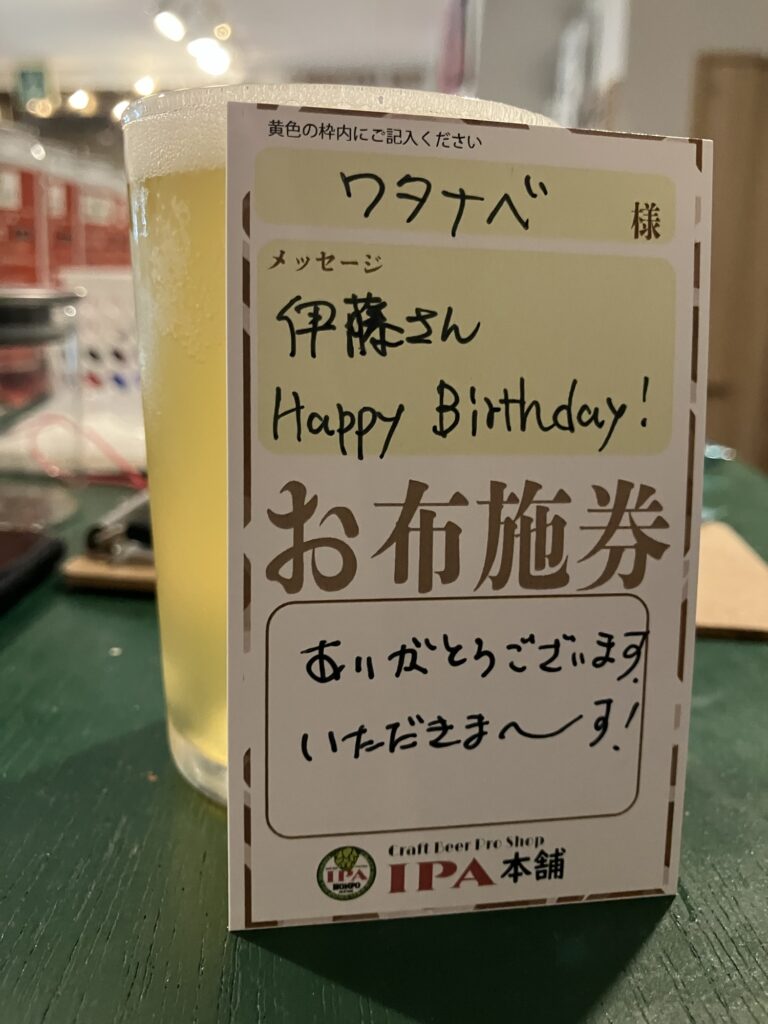 黄色の枠内にご記入ください
ワタナベ 様
メッセージ
伊藤さん
Happy Birthday!
お布施券
ありがとうございます.
いただきま〜す!
Craft Beer Pro Shop
IPA本舗
IPA
HONPO